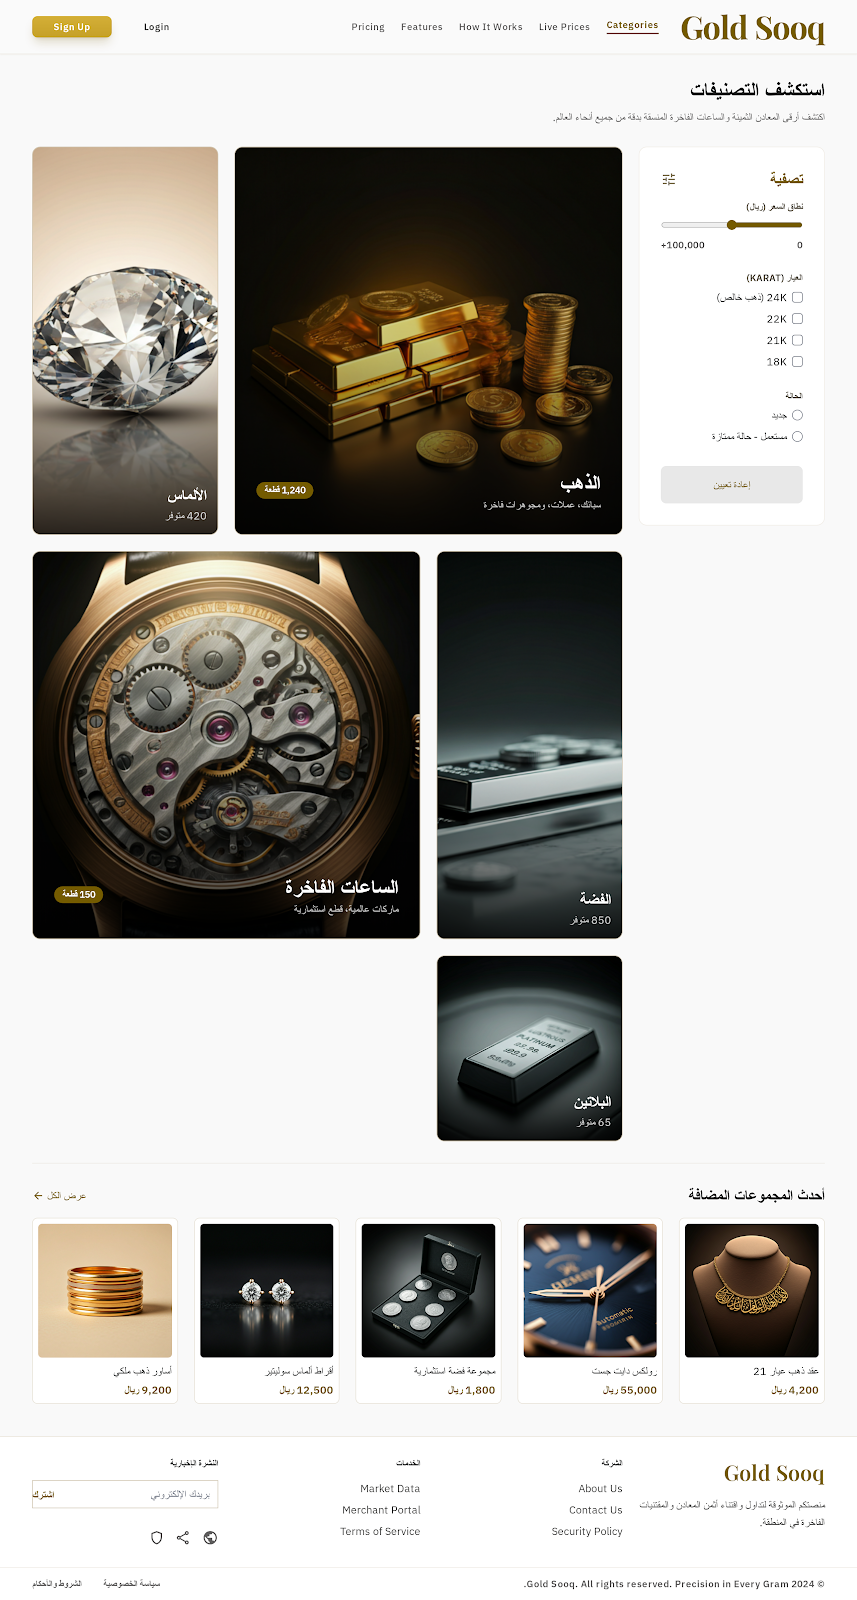 Gold Sooq
Categories
Live Prices
How It Works
Features
Pricing
Login
Sign Up
استكشف التصنيفات
اكتشف أرقى المعادن الثمينة والساعات الفاخرة المنسقة بدقة من جميع أنحاء العالم.
تصفية
نطاق السعر (ريال)
0
100,000+
العيار (KARAT)
24K (ذهب خالص)
22K
21K
18K
الحالة
جديد
مستعمل - حالة ممتازة
إعادة تعيين
الذهب
سبائك، عملات، ومجوهرات فاخرة
1,240 قطعة
الألماس
420 متوفر
الفضة
850 متوفر
الساعات الفاخرة
ماركات عالمية، قطع استثمارية
150 قطعة
PLATINUM
البلاتين
65 متوفر
أحدث المجموعات المضافة
عرض الكل
automatic
عقد ذهب عيار 21
4,200 ريال
رولكس دايت جست
55,000 ريال
مجموعة فضة استثمارية
1,800 ريال
أقراط ألماس سوليتير
12,500 ريال
أساور ذهب ملكي
9,200 ريال
Gold Sooq
منصتكم الموثوقة لتداول واقتناء أثمن المعادن والمقتنيات
الفاخرة في المنطقة.
الشركة
About Us
Contact Us
Security Policy
الخدمات
Market Data
Merchant Portal
Terms of Service
النشرة الإخبارية
بريدك الإلكتروني
اشترك
© 2024 Gold Sooq. All rights reserved. Precision in Every Gram.
سياسة الخصوصية
الشروط والأحكام